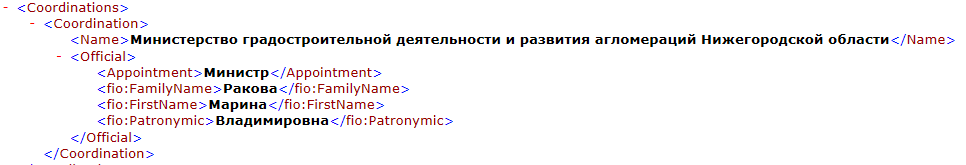 - <Coordinations>
- <Coordination>
<Name>Министерство градостроительной деятельности и развития агломераций Нижегородской области</Name>
- <Official>
<Appointment>Министр</Appointment>
<fio:FamilyName>Ракова</fio:FamilyName>
<fio:FirstName>Марина</fio:FirstName>
<fio:Patronymic>Владимировна</fio:Patronymic>
</Official>
</Coordination>